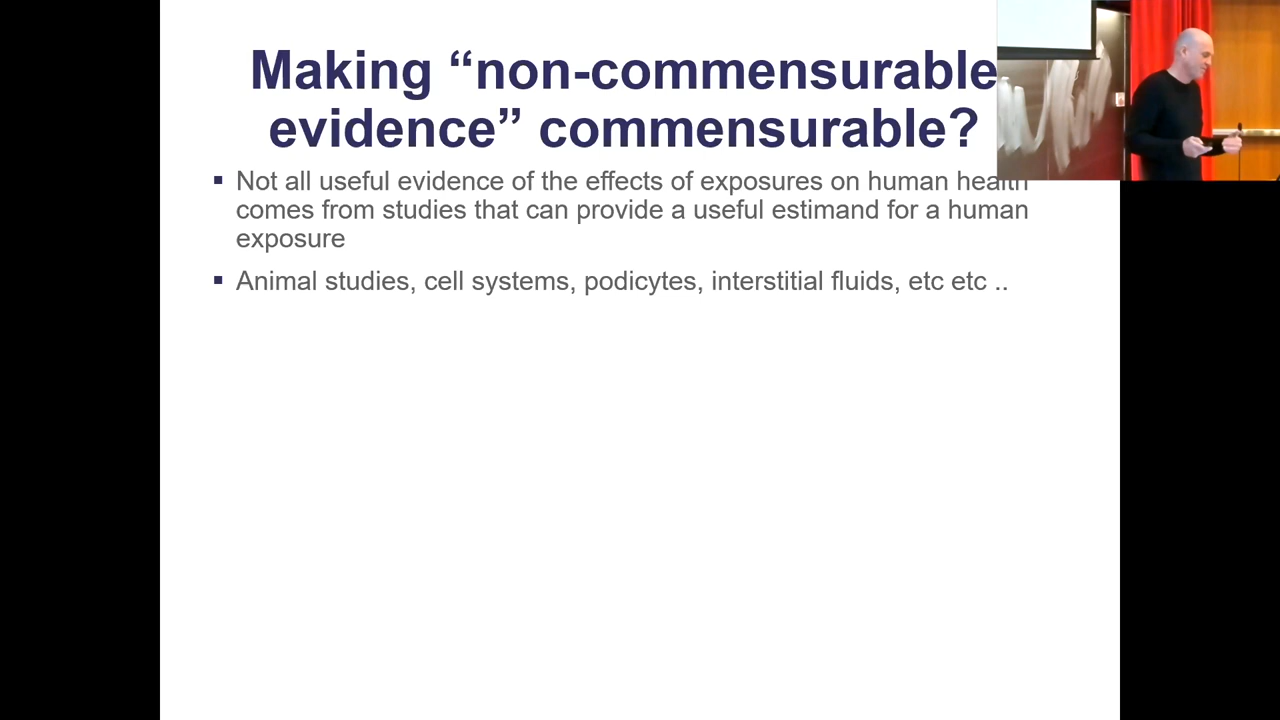 Making “non-commensurable
evidence” commensurable?
▪ Not all useful evidence of the effects of exposures on human health
comes from studies that can provide a useful estimand for a human
exposure
▪ Animal studies, cell systems, podicytes, interstitial fluids, etc etc ..